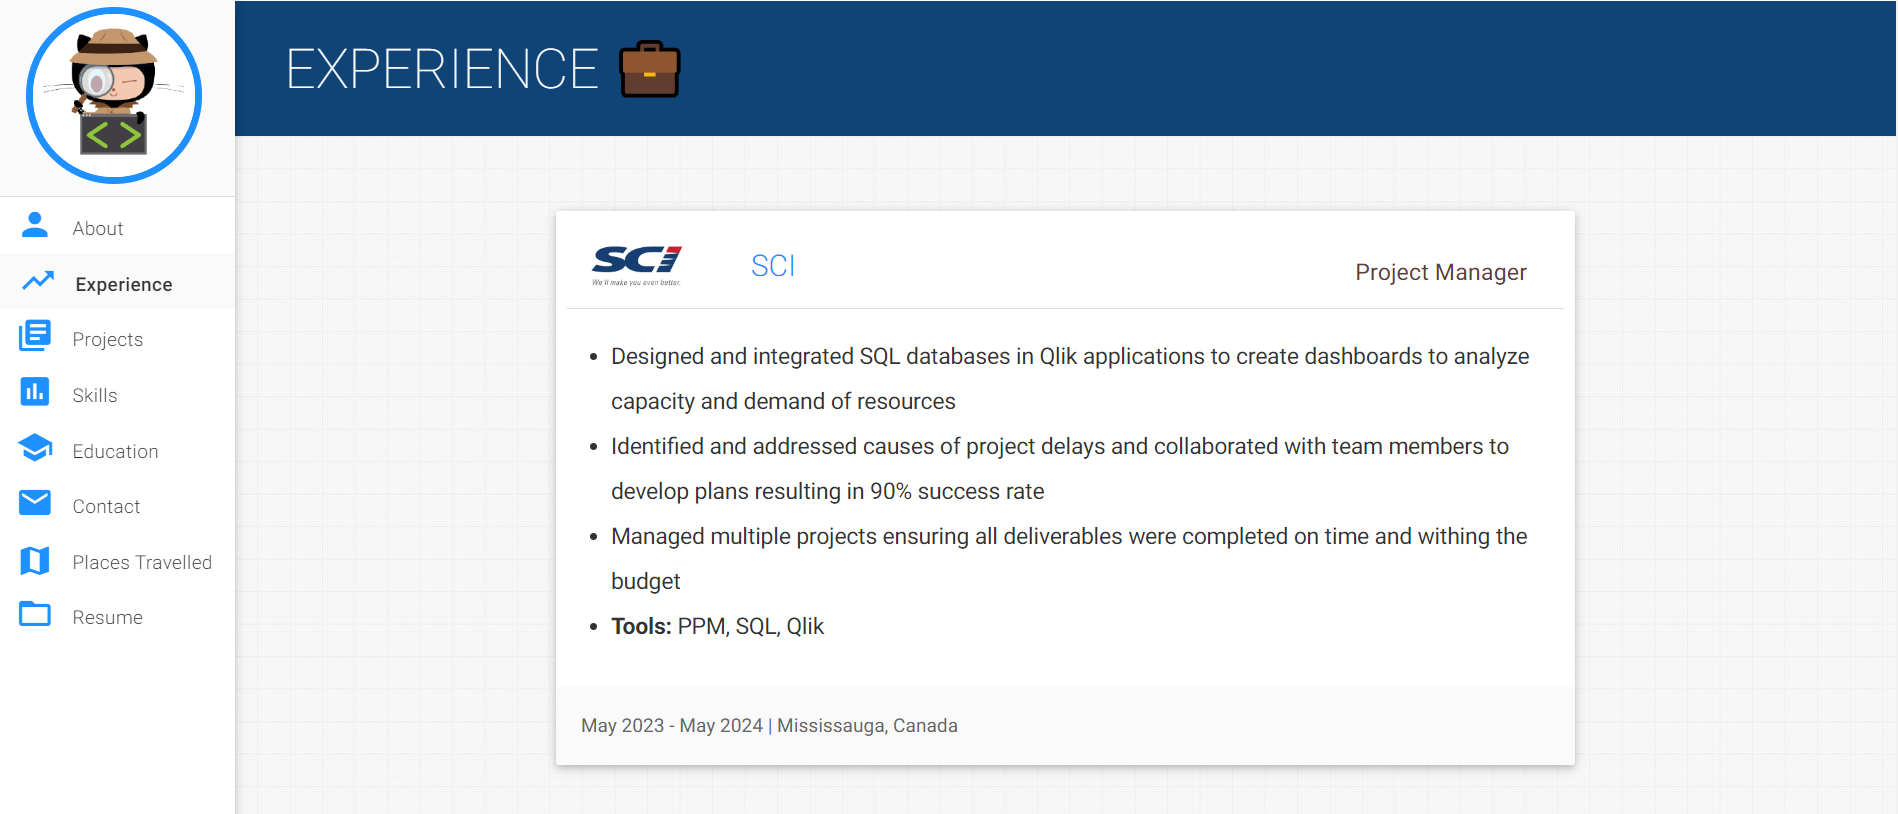 EXPERIENCE
About
Experience
Projects
Skills
Education
Contact
Places Travelled
Resume
SCI
We'll make you even better.
SCI
Project Manager
Designed and integrated SQL databases in Qlik applications to create dashboards to analyze
capacity and demand of resources
Identified and addressed causes of project delays and collaborated with team members to
develop plans resulting in 90% success rate
Managed multiple projects ensuring all deliverables were completed on time and withing the
budget
Tools: PPM, SQL, Qlik
May 2023 - May 2024 | Mississauga, Canada